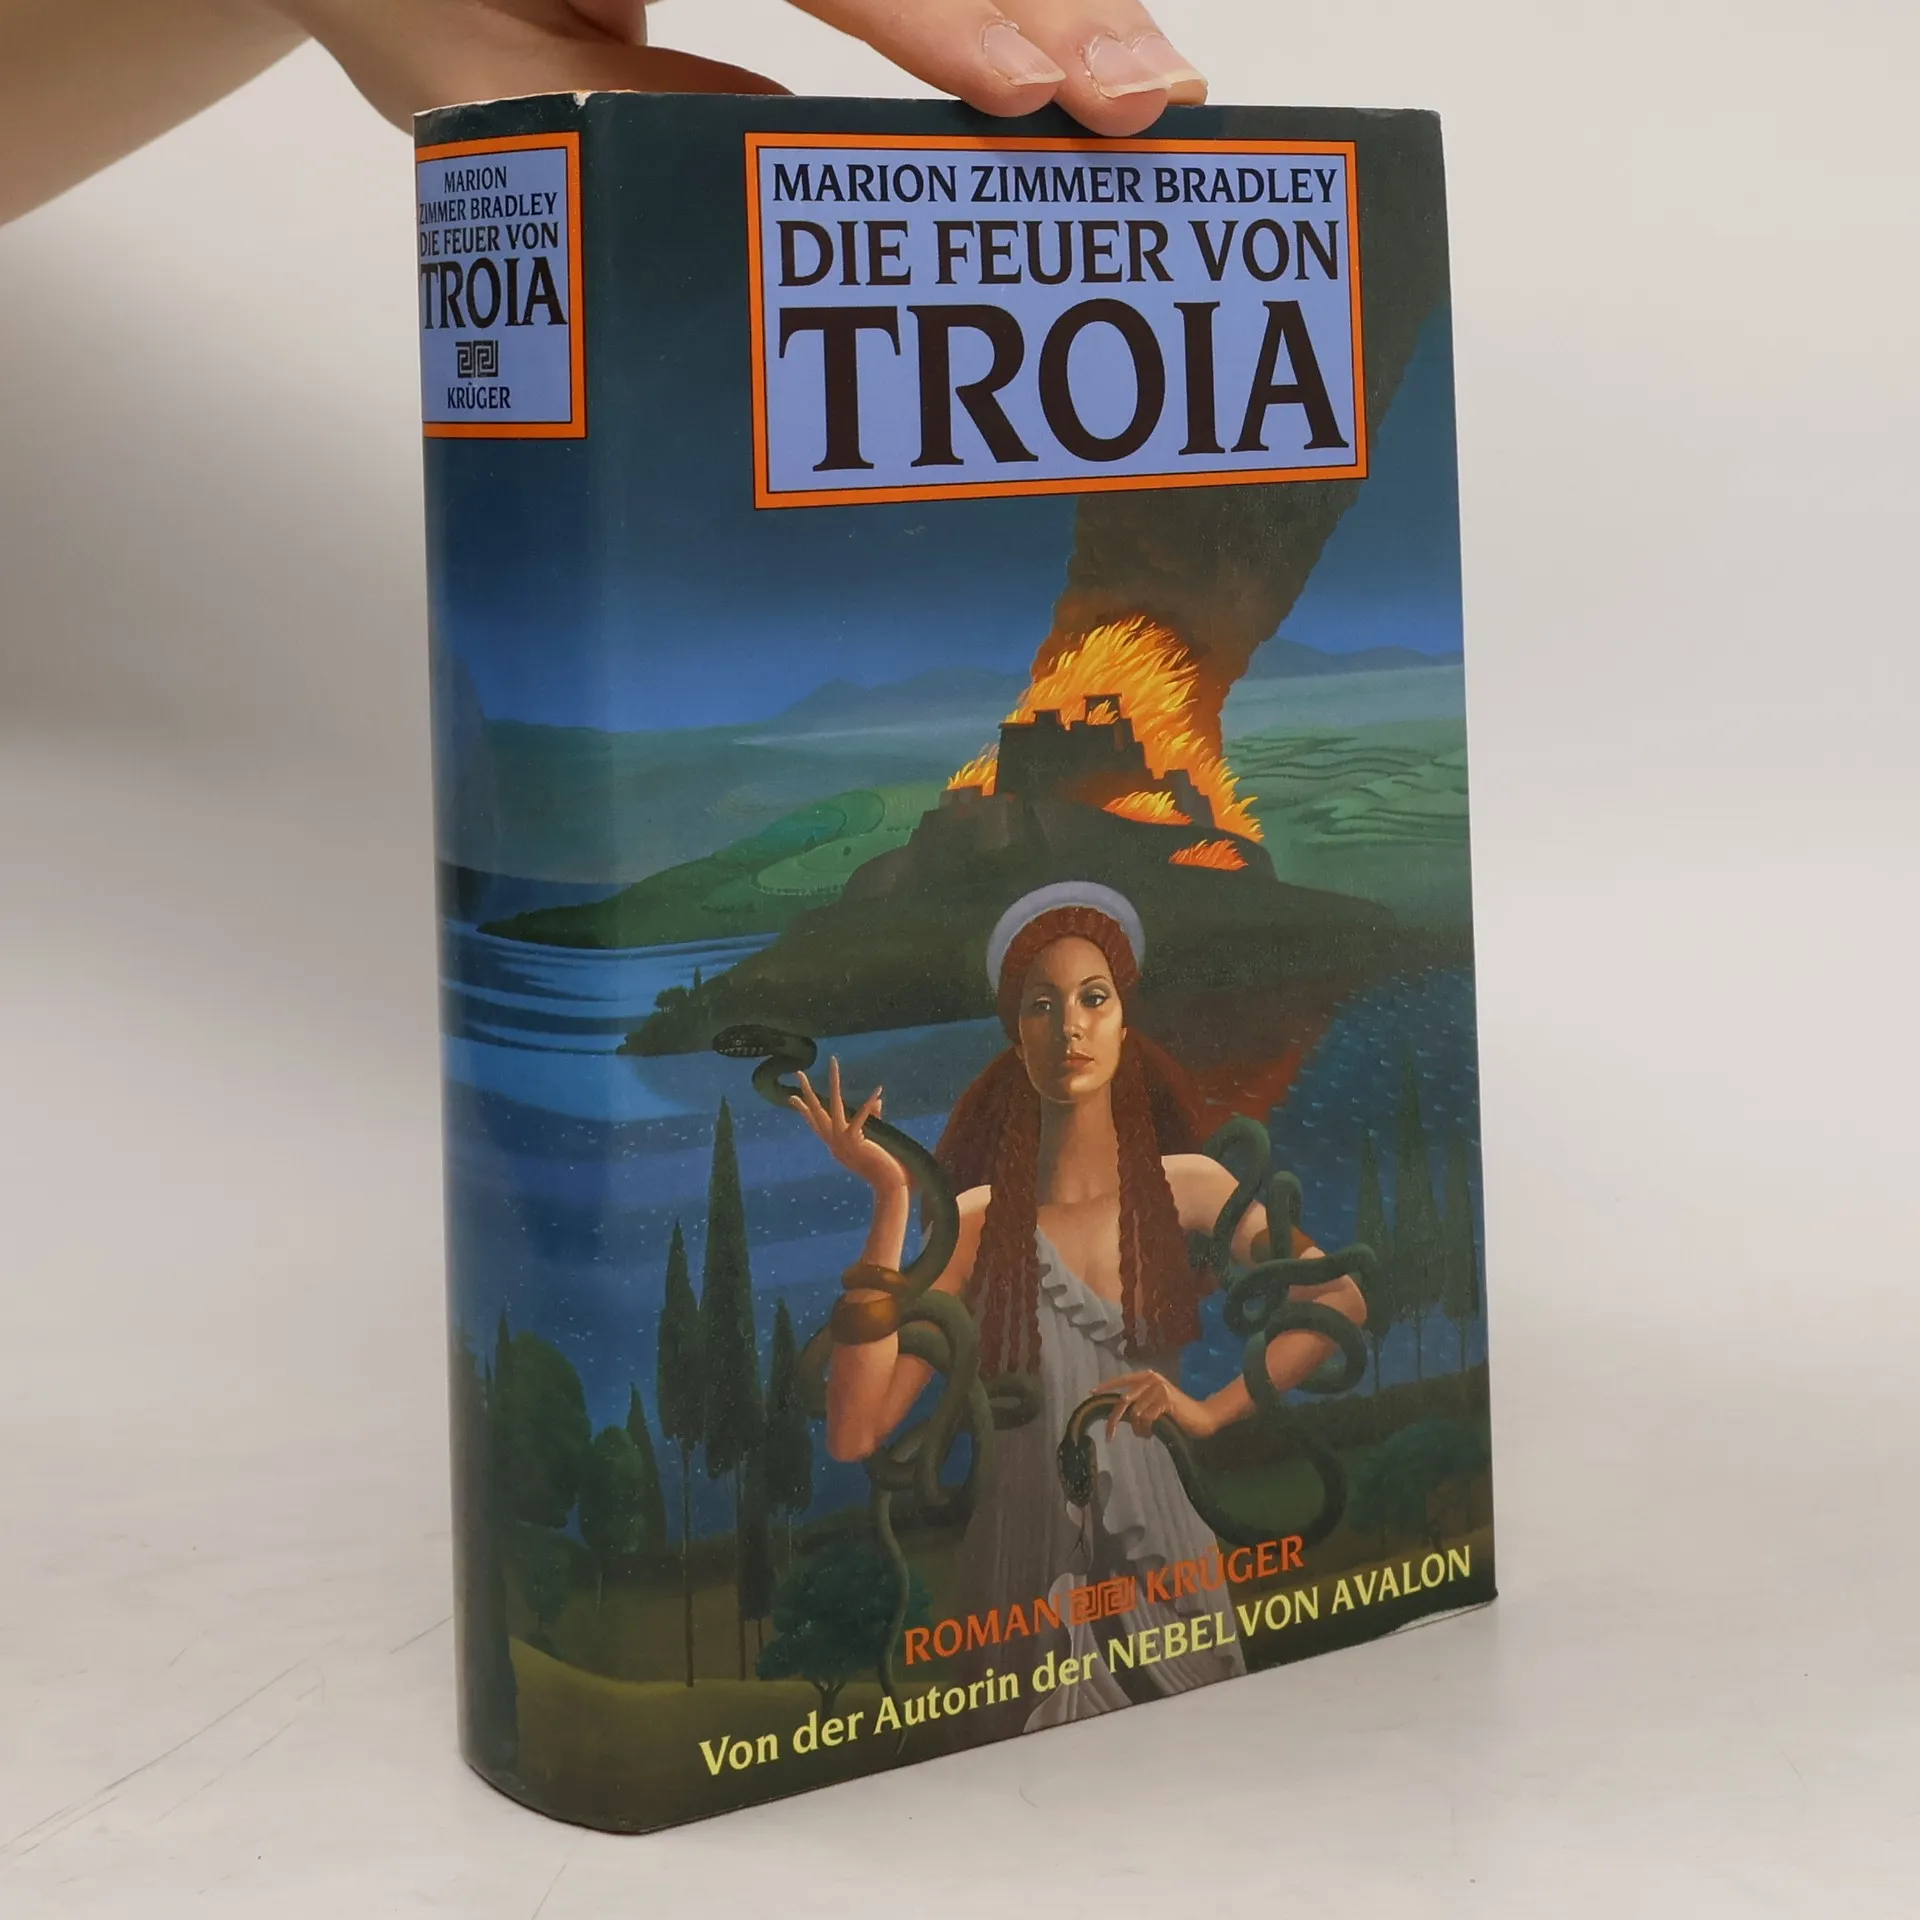 MARION
ZIMMER BRADLEY
DIE FEUER VON
TROIA
KRÜGER
MARION ZIMMER BRADLEY
DIE FEUER VON
TROIA
ROMAN KRÜGER
Von der Autorin der NEBEL VON AVALON